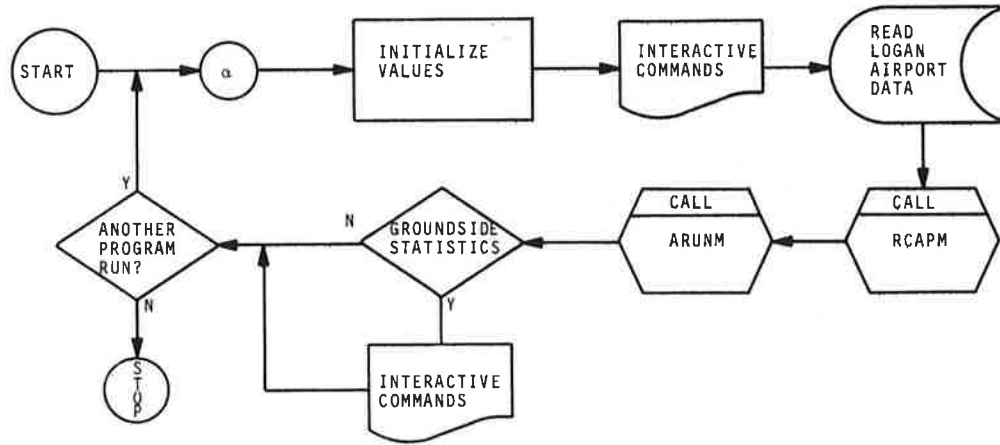 START
α
INITIALIZE
VALUES
INTERACTIVE
COMMANDS
READ
LOGAN
AIRPORT
DATA
CALL
RCAPM
CALL
ARUNM
GROUNDSIDE
STATISTICS
N
Y
INTERACTIVE
COMMANDS
ANOTHER
PROGRAM
RUN?
Y
N
STOP